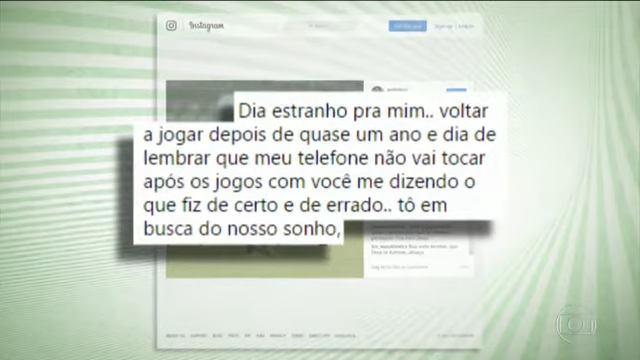 Instagram
Dia estranho pra mim.. voltar
a jogar depois de quase um ano e dia de
lembrar que meu telefone não vai tocar
após os jogos com você me dizendo o
que fiz de certo e de errado.. tô em
busca do nosso sonho,